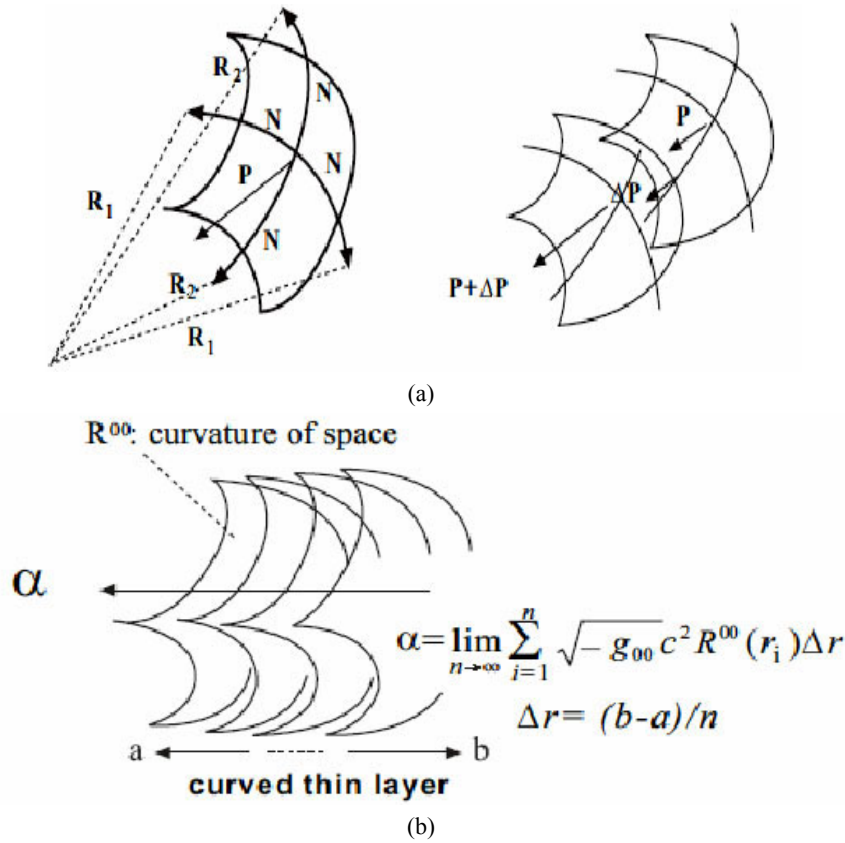 R₂
N
N
P
N
N
R₁
R₂
R₁
P
ΔP
P+ΔP
(a)
R⁰⁰: curvature of space
α
α=lim n→∞ Σ i=1 n √−g₀₀ c² R⁰⁰ (rᵢ)Δr
Δr= (b-a)/n
a
b
curved thin layer
(b)